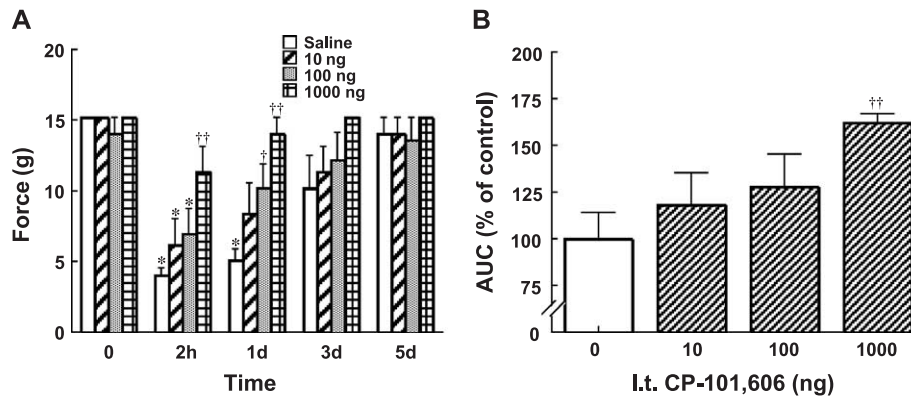 A
Force (g)
20
15
10
5
0
Saline
10 ng
100 ng
1000 ng
* * * ††
* † ††
0 2h 1d 3d 5d
Time
B
AUC (% of control)
200
175
150
125
100
75
0
††
0 10 100 1000
I.t. CP-101,606 (ng)